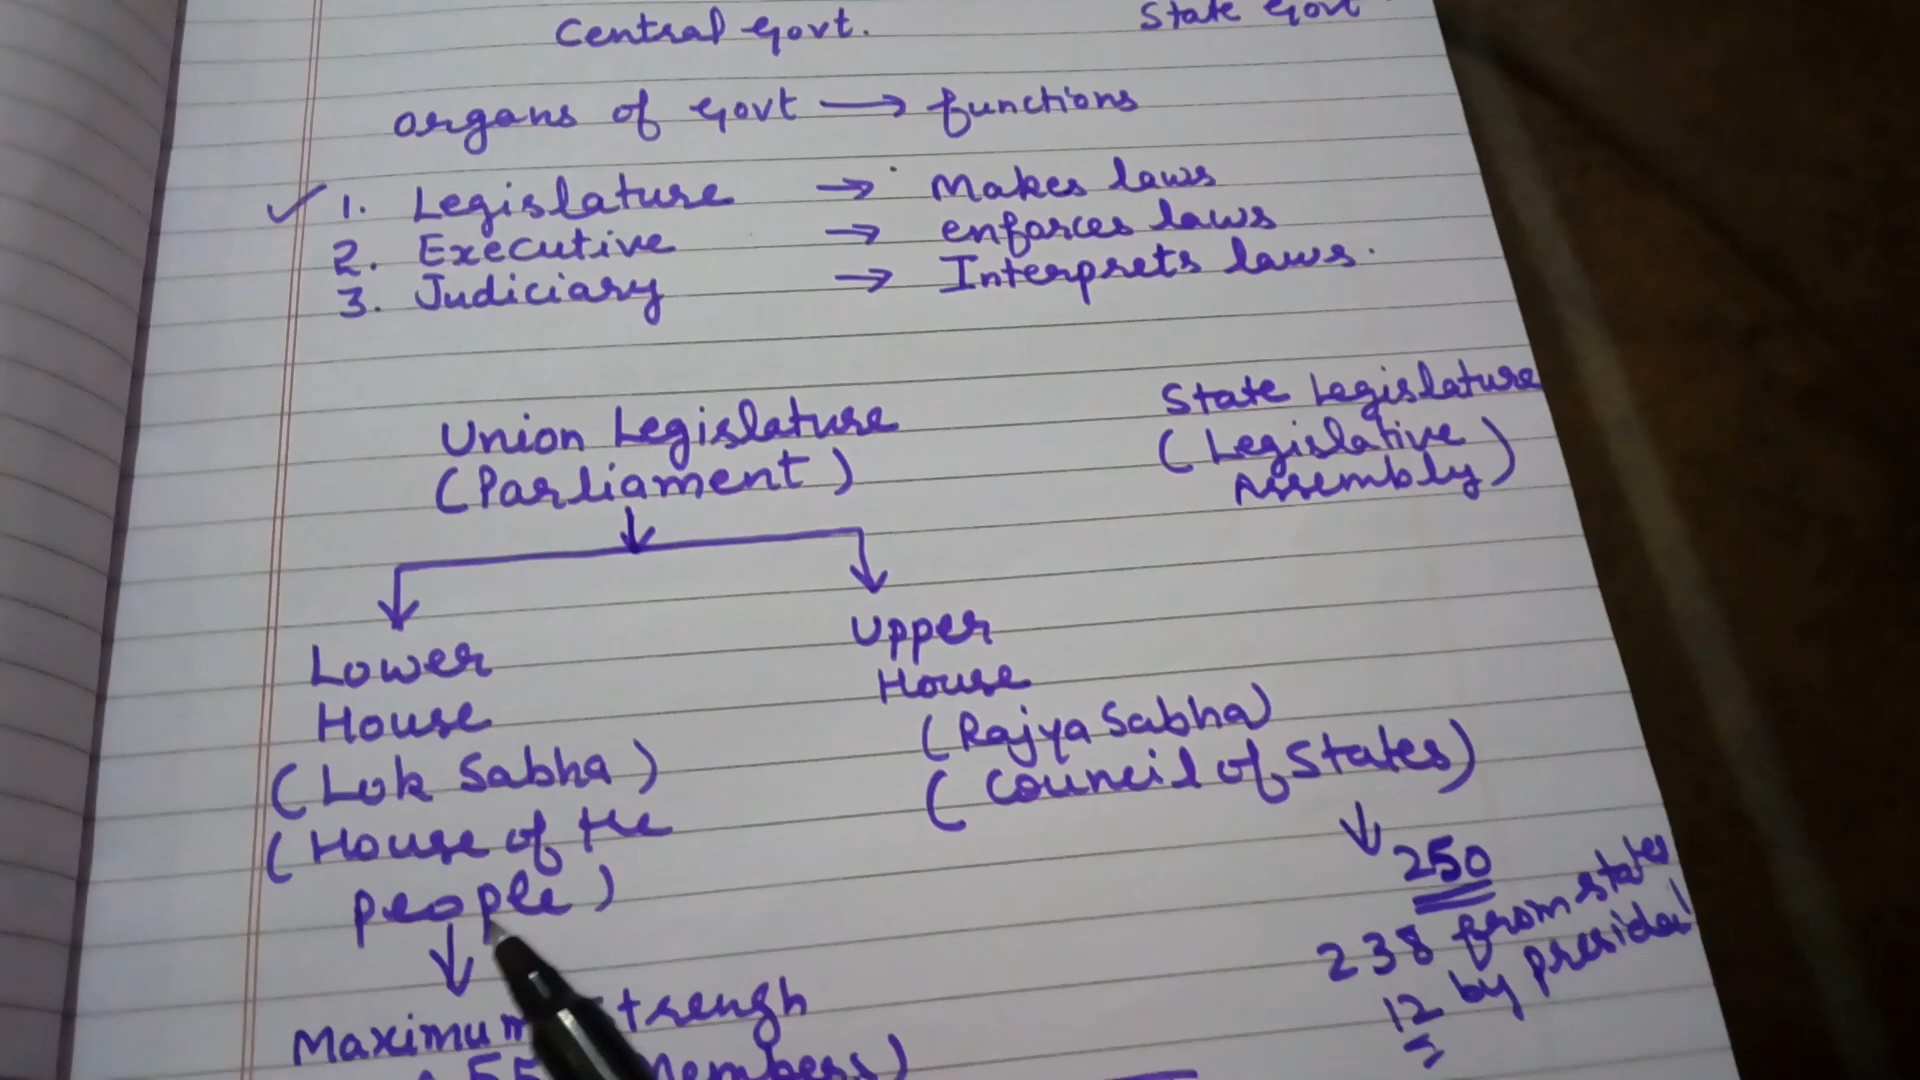 Central Govt. State Govt
organs of Govt → functions
✓ 1. Legislature → Makes laws
2. Executive → enforces laws
3. Judiciary → Interprets laws.
Union Legislature
(Parliament)
State Legislature
(Legislative
Assembly)
Lower
House
(Lok Sabha)
(House of the
people)
Upper
House
(Rajya Sabha)
(Council of States)
250
238 from states
12 by president
Maximum
Members)